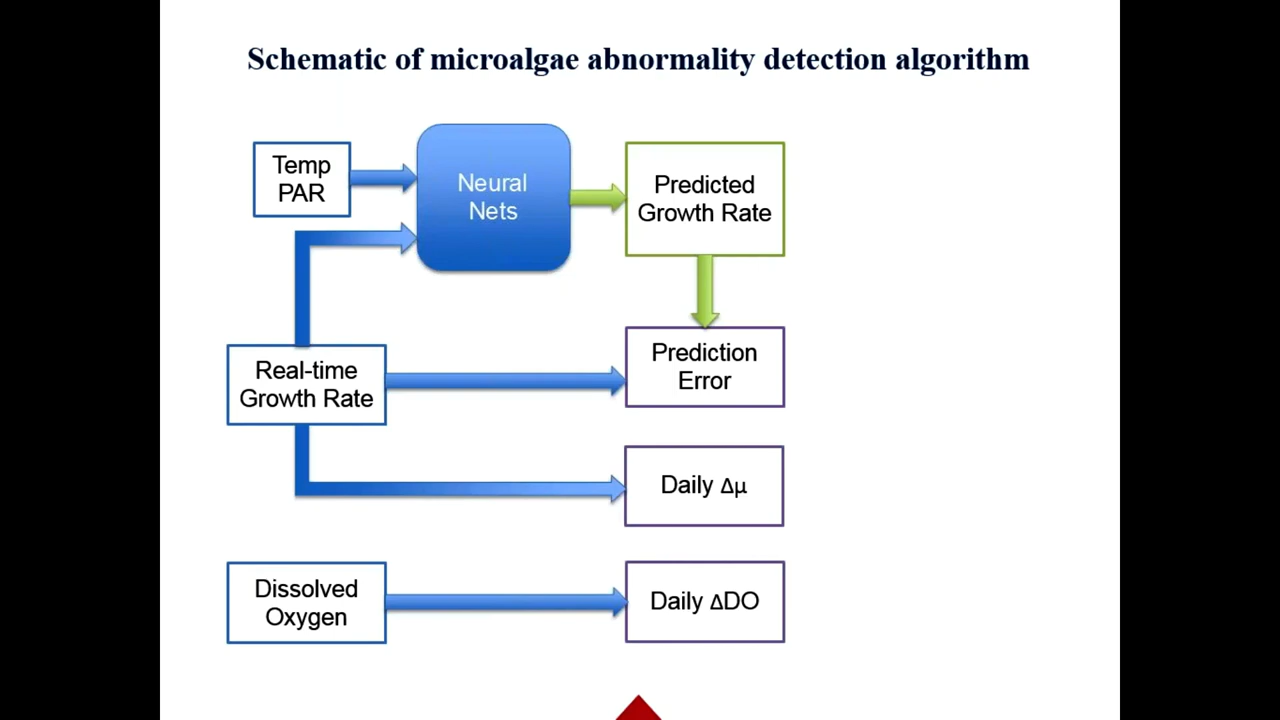 Schematic of microalgae abnormality detection algorithm
Temp
PAR
Neural
Nets
Predicted
Growth Rate
Real-time
Growth Rate
Prediction
Error
Daily Δμ
Dissolved
Oxygen
Daily ΔDO